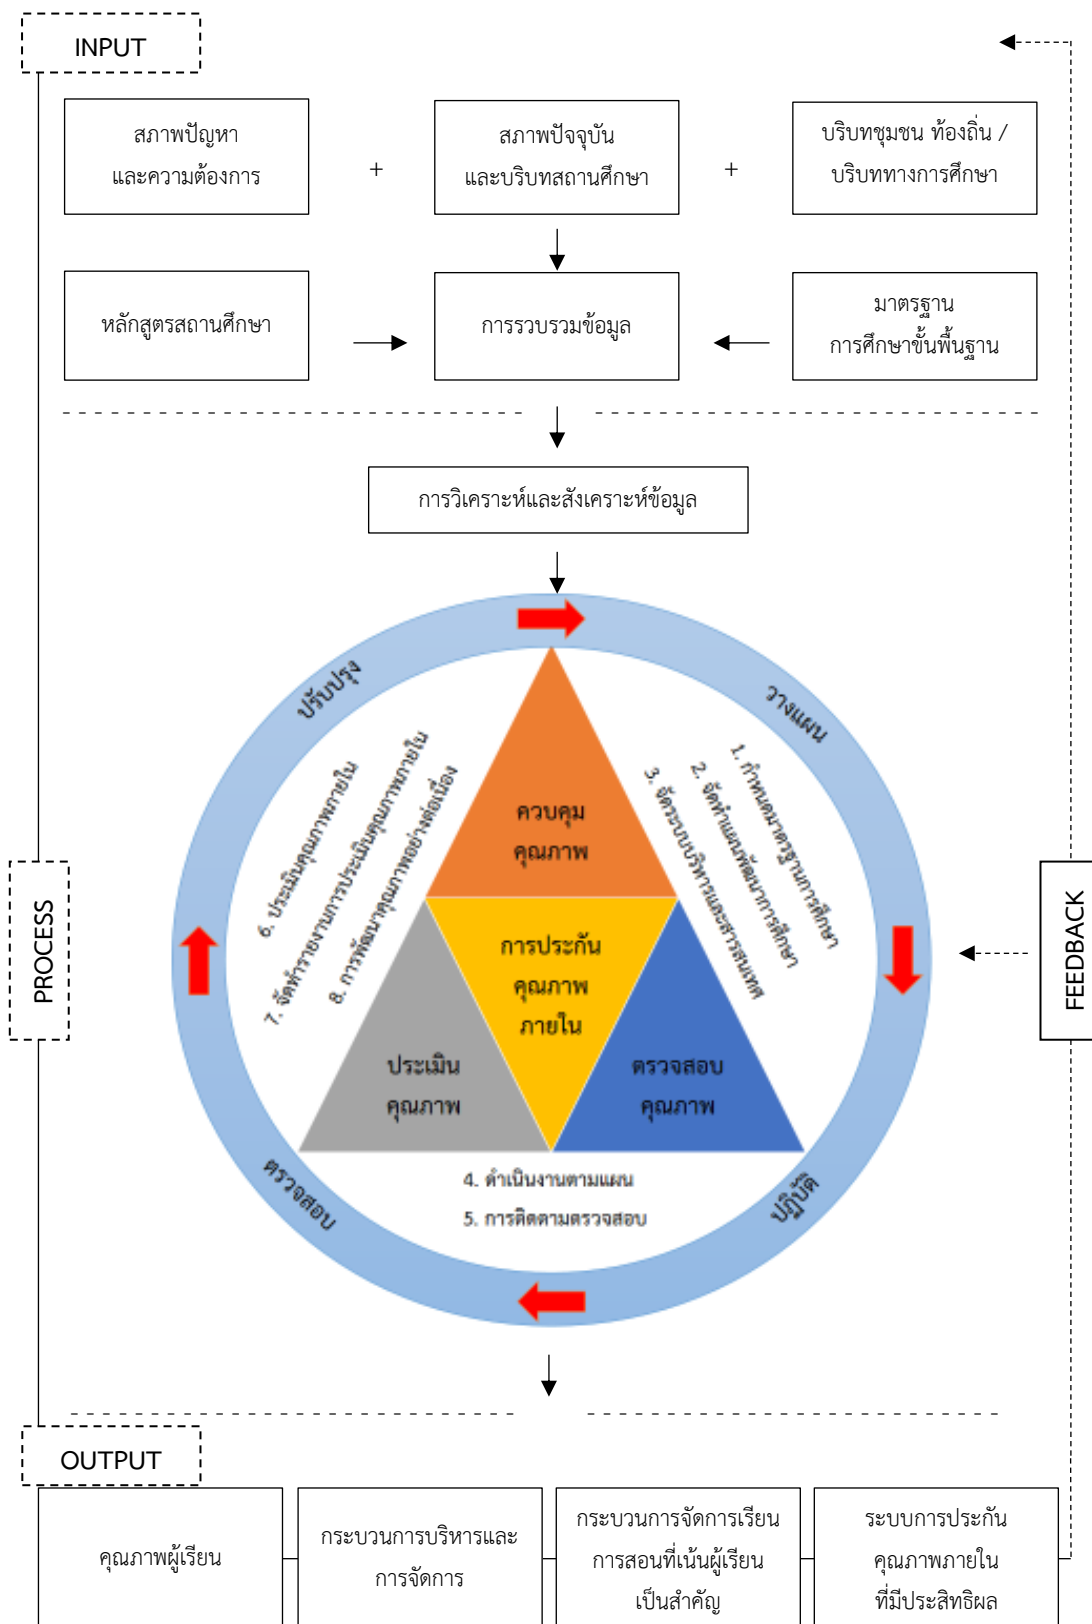 INPUT
สภาพปัญหา
และความต้องการ
+
สภาพปัจจุบัน
และบริบทสถานศึกษา
+
บริบทชุมชน ท้องถิ่น /
บริบททางการศึกษา
หลักสูตรสถานศึกษา
การรวบรวมข้อมูล
มาตรฐาน
การศึกษาขั้นพื้นฐาน
การวิเคราะห์และสังเคราะห์ข้อมูล
PROCESS
ปรับปรุง
วางแผน
1. กำหนดมาตรฐานการศึกษา
2. จัดทำแผนพัฒนาการศึกษา
3. จัดระบบบริหารและสารสนเทศ
6. ประเมินคุณภาพภายใน
7. จัดทำรายงานการประเมินคุณภาพภายใน
8. การพัฒนาคุณภาพอย่างต่อเนื่อง
ควบคุม
คุณภาพ
การประกัน
คุณภาพ
ภายใน
ประเมิน
คุณภาพ
ตรวจสอบ
คุณภาพ
4. ดำเนินงานตามแผน
5. การติดตามตรวจสอบ
ตรวจสอบ
ปฏิบัติ
FEEDBACK
OUTPUT
คุณภาพผู้เรียน
กระบวนการบริหารและ
การจัดการ
กระบวนการจัดการเรียน
การสอนที่เน้นผู้เรียน
เป็นสำคัญ
ระบบการประกัน
คุณภาพภายใน
ที่มีประสิทธิผล